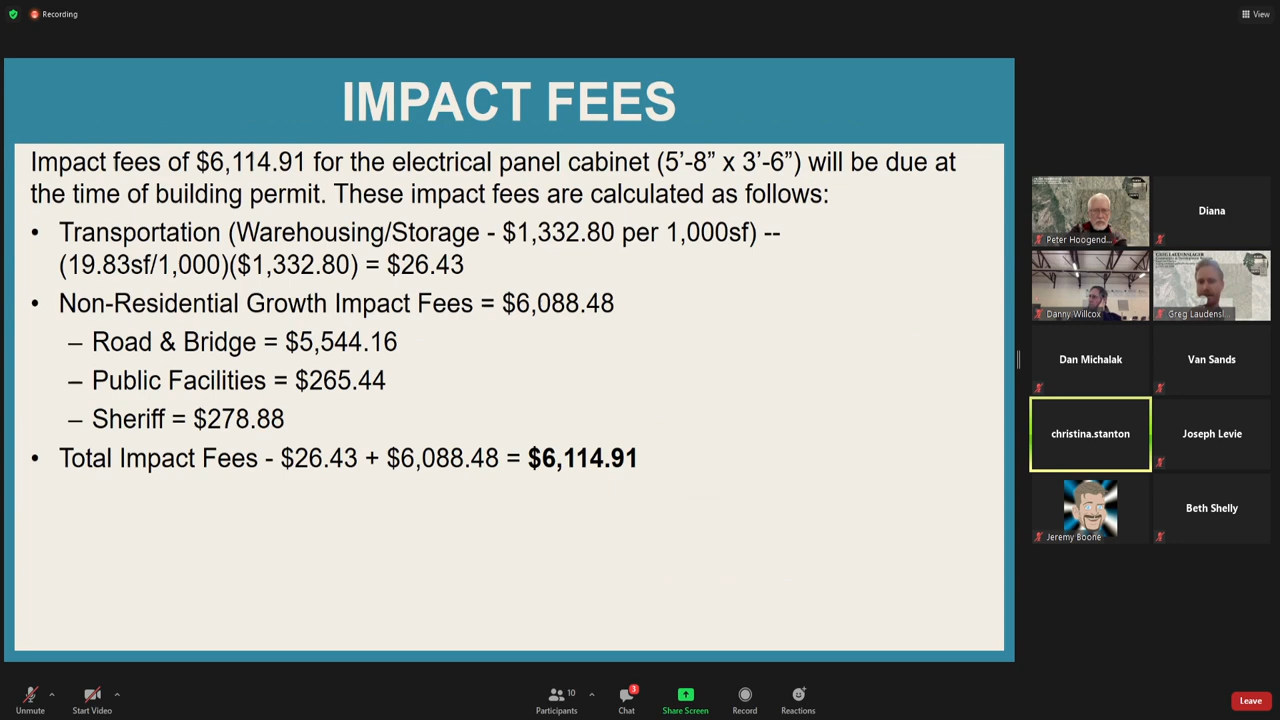 Recording
View
IMPACT FEES
Impact fees of $6,114.91 for the electrical panel cabinet (5’-8” x 3’-6”) will be due at
the time of building permit. These impact fees are calculated as follows:
• Transportation (Warehousing/Storage - $1,332.80 per 1,000sf) --
(19.83sf/1,000)($1,332.80) = $26.43
• Non-Residential Growth Impact Fees = $6,088.48
– Road & Bridge = $5,544.16
– Public Facilities = $265.44
– Sheriff = $278.88
• Total Impact Fees - $26.43 + $6,088.48 = $6,114.91
Peter Hoogend...
Diana
Danny Willcox
Greg Laudensl...
Dan Michalak
Van Sands
christina.stanton
Joseph Levie
Jeremy Boone
Beth Shelly
Unmute
Start Video
Participants
10
Chat
3
Share Screen
Record
Reactions
Leave